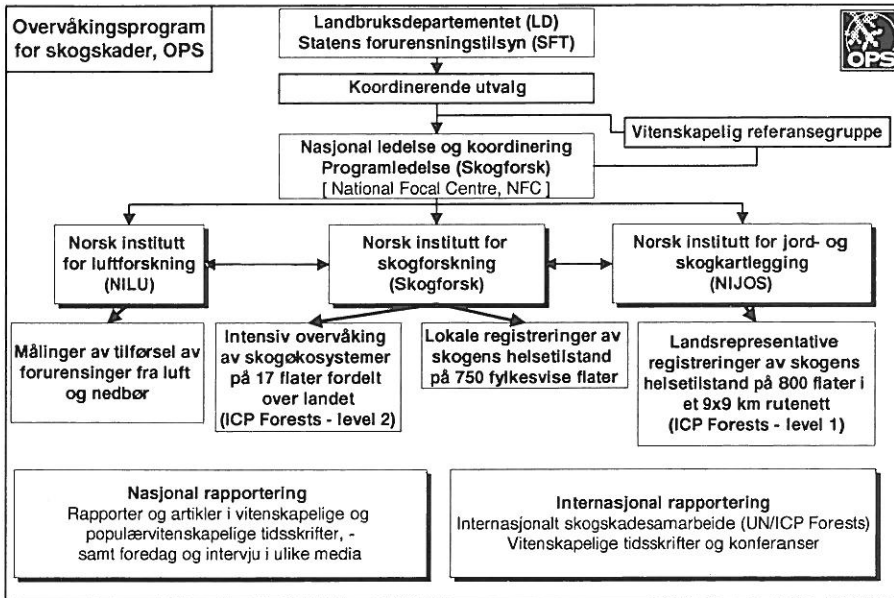 Overvåkingsprogram
for skogskader, OPS
Landbruksdepartementet (LD)
Statens forurensningstilsyn (SFT)
OPS
Koordinerende utvalg
Vitenskapelig referansegruppe
Nasjonal ledelse og koordinering
Programledelse (Skogforsk)
[ National Focal Centre, NFC ]
Norsk institutt
for luftforskning
(NILU)
Norsk institutt for
skogforskning
(Skogforsk)
Norsk institutt for jord- og
skogkartlegging
(NIJOS)
Målinger av tilførsel av
forurensinger fra luft
og nedbør
Intensiv overvåking
av skogøkosystemer
på 17 flater fordelt
over landet
(ICP Forests - level 2)
Lokale registreringer av
skogens helsetilstand
på 750 fylkesvise flater
Landsrepresentative
registreringer av skogens
helsetilstand på 800 flater i
et 9x9 km rutenett
(ICP Forests - level 1)
Nasjonal rapportering
Rapporter og artikler i vitenskapelige og
populærvitenskapelige tidsskrifter, -
samt foredag og intervju i ulike media
Internasjonal rapportering
Internasjonalt skogskadesamarbeide (UN/ICP Forests)
Vitenskapelige tidsskrifter og konferanser